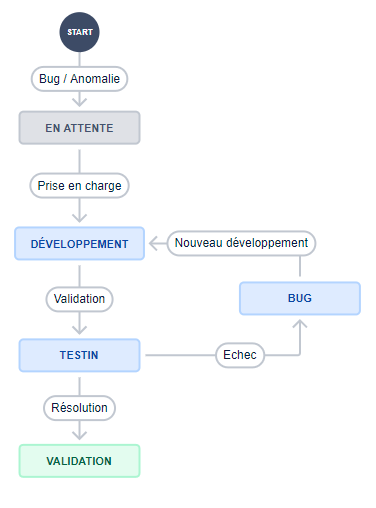 START
Bug / Anomalie
EN ATTENTE
Prise en charge
DÉVELOPPEMENT
Nouveau développement
Validation
BUG
TESTIN
Echec
Résolution
VALIDATION